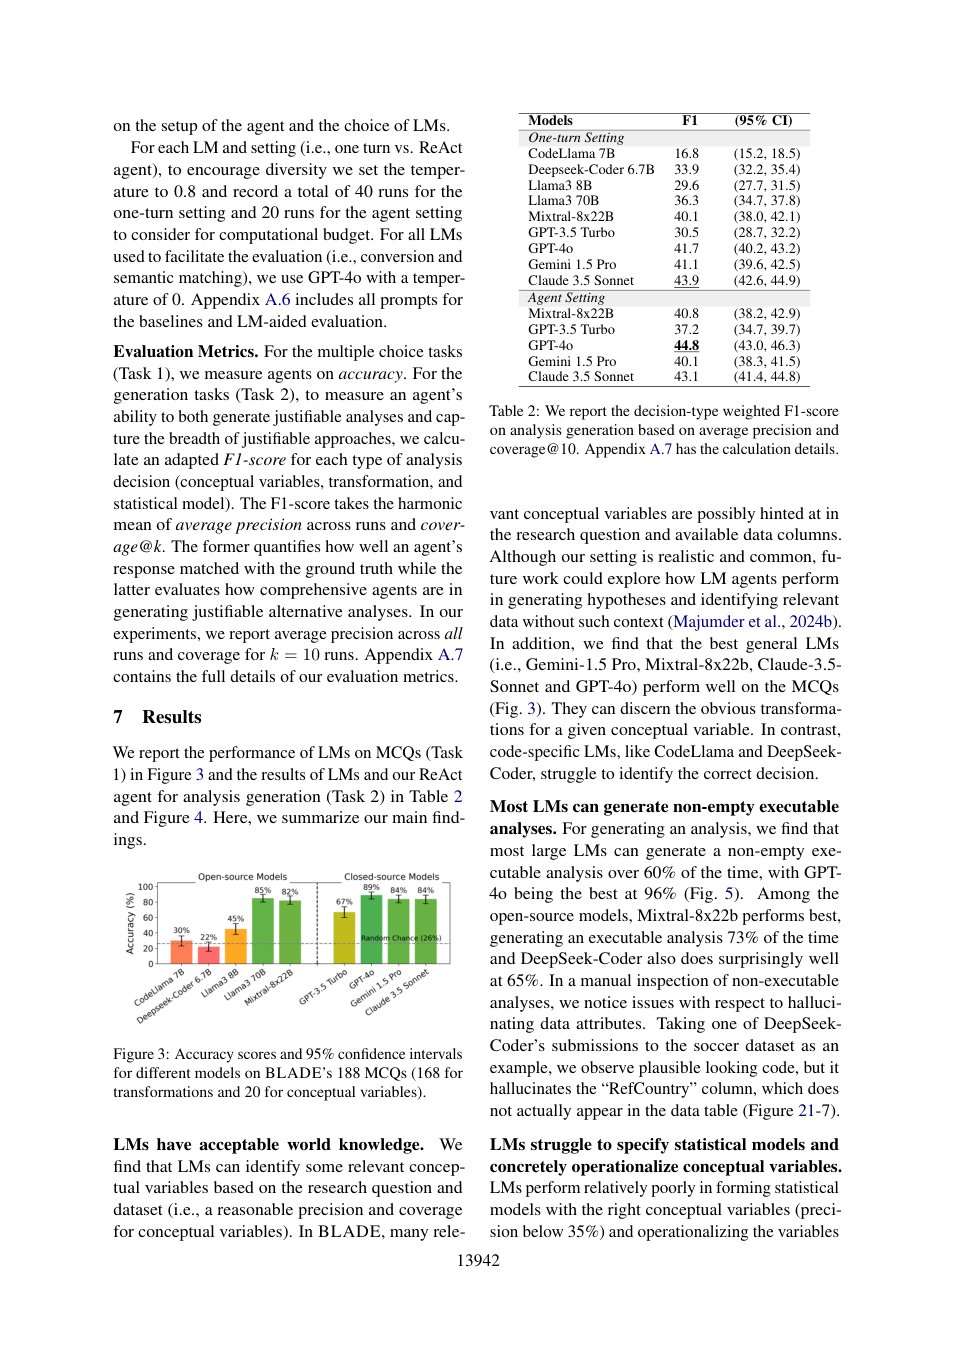 on the setup of the agent and the choice of LMs.
For each LM and setting (i.e., one turn vs. ReAct
agent), to encourage diversity we set the temper-
ature to 0.8 and record a total of 40 runs for the
one-turn setting and 20 runs for the agent setting
to consider for computational budget. For all LMs
used to facilitate the evaluation (i.e., conversion and
semantic matching), we use GPT-4o with a temper-
ature of 0. Appendix A.6 includes all prompts for
the baselines and LM-aided evaluation.
Evaluation Metrics. For the multiple choice tasks
(Task 1), we measure agents on accuracy. For the
generation tasks (Task 2), to measure an agent's
ability to both generate justifiable analyses and cap-
ture the breadth of justifiable approaches, we calcu-
late an adapted F1-score for each type of analysis
decision (conceptual variables, transformation, and
statistical model). The F1-score takes the harmonic
mean of average precision across runs and cover-
age@k. The former quantifies how well an agent's
response matched with the ground truth while the
latter evaluates how comprehensive agents are in
generating justifiable alternative analyses. In our
experiments, we report average precision across all
runs and coverage for k = 10 runs. Appendix A.7
contains the full details of our evaluation metrics.
7 Results
We report the performance of LMs on MCQs (Task
1) in Figure 3 and the results of LMs and our ReAct
agent for analysis generation (Task 2) in Table 2
and Figure 4. Here, we summarize our main find-
ings.
Open-source Models Closed-source Models
Accuracy (%)
100
80
60
40
20
0
30% 22% 45% 85% 82% 67% 89% 84% 84%
Random Chance (26%)
CodeLlama 7B
Deepseek-Coder 6.7B
Llama3 8B
Llama3 70B
Mixtral-8x22B
GPT-3.5 Turbo
GPT-4o
Gemini 1.5 Pro
Claude 3.5 Sonnet
Figure 3: Accuracy scores and 95% confidence intervals
for different models on BLADE's 188 MCQs (168 for
transformations and 20 for conceptual variables).
LMs have acceptable world knowledge. We
find that LMs can identify some relevant concep-
tual variables based on the research question and
dataset (i.e., a reasonable precision and coverage
for conceptual variables). In BLADE, many rele-
Models F1 (95% CI)
One-turn Setting
CodeLlama 7B 16.8 (15.2, 18.5)
Deepseek-Coder 6.7B 33.9 (32.2, 35.4)
Llama3 8B 29.6 (27.7, 31.5)
Llama3 70B 36.3 (34.7, 37.8)
Mixtral-8x22B 40.1 (38.0, 42.1)
GPT-3.5 Turbo 30.5 (28.7, 32.2)
GPT-4o 41.7 (40.2, 43.2)
Gemini 1.5 Pro 41.1 (39.6, 42.5)
Claude 3.5 Sonnet 43.9 (42.6, 44.9)
Agent Setting
Mixtral-8x22B 40.8 (38.2, 42.9)
GPT-3.5 Turbo 37.2 (34.7, 39.7)
GPT-4o 44.8 (43.0, 46.3)
Gemini 1.5 Pro 40.1 (38.3, 41.5)
Claude 3.5 Sonnet 43.1 (41.4, 44.8)
Table 2: We report the decision-type weighted F1-score
on analysis generation based on average precision and
coverage@10. Appendix A.7 has the calculation details.
vant conceptual variables are possibly hinted at in
the research question and available data columns.
Although our setting is realistic and common, fu-
ture work could explore how LM agents perform
in generating hypotheses and identifying relevant
data without such context (Majumder et al., 2024b).
In addition, we find that the best general LMs
(i.e., Gemini-1.5 Pro, Mixtral-8x22b, Claude-3.5-
Sonnet and GPT-4o) perform well on the MCQs
(Fig. 3). They can discern the obvious transforma-
tions for a given conceptual variable. In contrast,
code-specific LMs, like CodeLlama and DeepSeek-
Coder, struggle to identify the correct decision.
Most LMs can generate non-empty executable
analyses. For generating an analysis, we find that
most large LMs can generate a non-empty exe-
cutable analysis over 60% of the time, with GPT-
4o being the best at 96% (Fig. 5). Among the
open-source models, Mixtral-8x22b performs best,
generating an executable analysis 73% of the time
and DeepSeek-Coder also does surprisingly well
at 65%. In a manual inspection of non-executable
analyses, we notice issues with respect to halluci-
nating data attributes. Taking one of DeepSeek-
Coder's submissions to the soccer dataset as an
example, we observe plausible looking code, but it
hallucinates the “RefCountry” column, which does
not actually appear in the data table (Figure 21-7).
LMs struggle to specify statistical models and
concretely operationalize conceptual variables.
LMs perform relatively poorly in forming statistical
models with the right conceptual variables (preci-
sion below 35%) and operationalizing the variables
13942